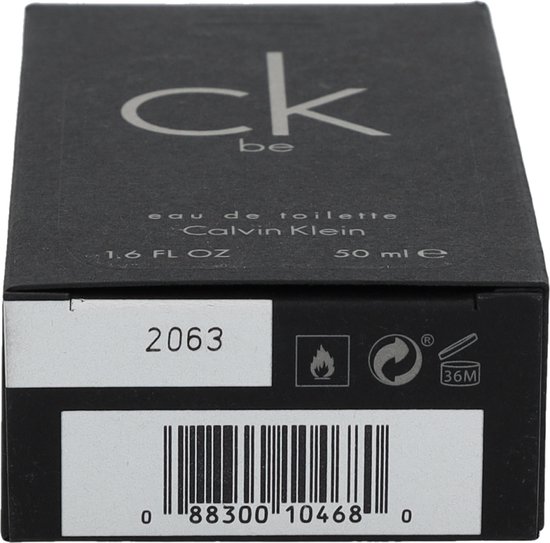 ck
be
eau de toilette
Calvin Klein
1.6 FL OZ 50 ml ℮
2063
®
36M
0 88300 10468 0